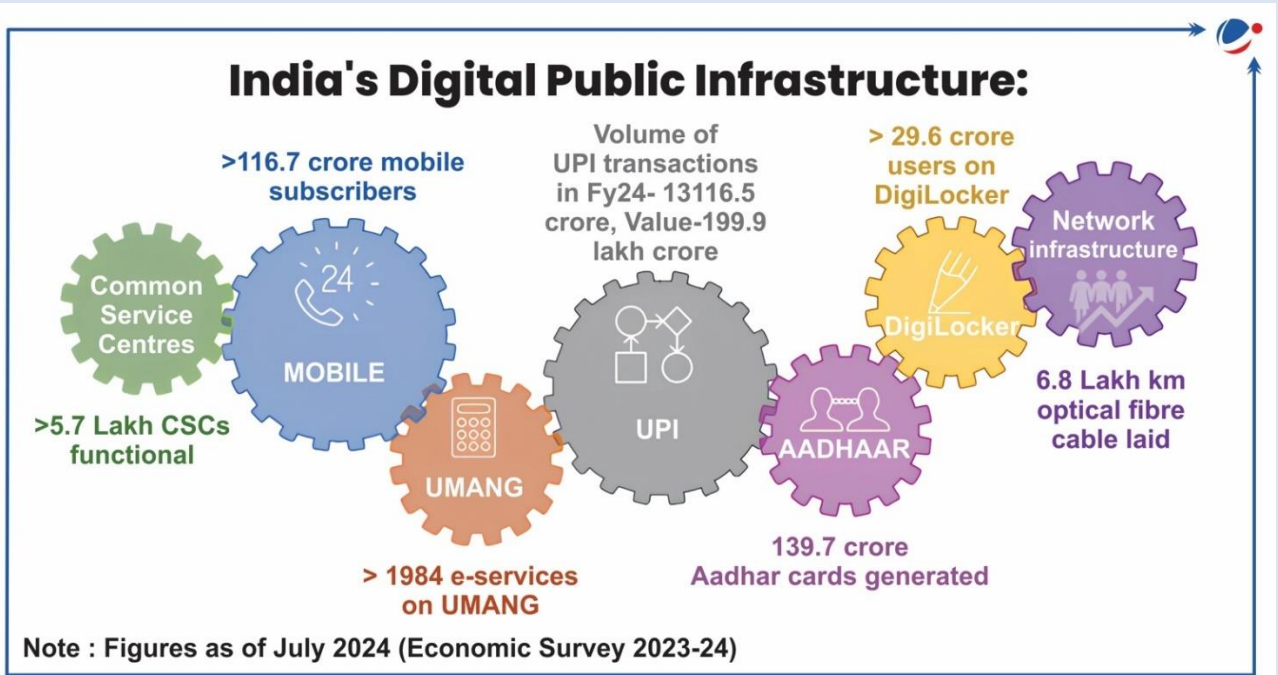 India's Digital Public Infrastructure:
Common
Service
Centres
>5.7 Lakh CSCs
functional
>116.7 crore mobile
subscribers
24
MOBILE
UMANG
> 1984 e-services
on UMANG
Volume of
UPI transactions
in Fy24- 13116.5
crore, Value-199.9
lakh crore
UPI
AADHAAR
139.7 crore
Aadhar cards generated
> 29.6 crore
users on
DigiLocker
DigiLocker
Network
infrastructure
6.8 Lakh km
optical fibre
cable laid
Note : Figures as of July 2024 (Economic Survey 2023-24)